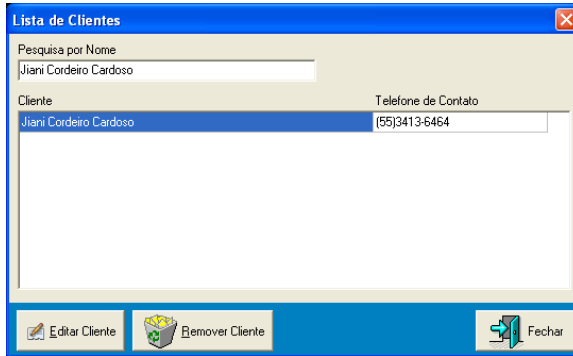 Lista de Clientes
Pesquisa por Nome
Jiani Cordeiro Cardoso
Cliente Telefone de Contato
Jiani Cordeiro Cardoso (55)3413-6464
Editar Cliente Remover Cliente Fechar